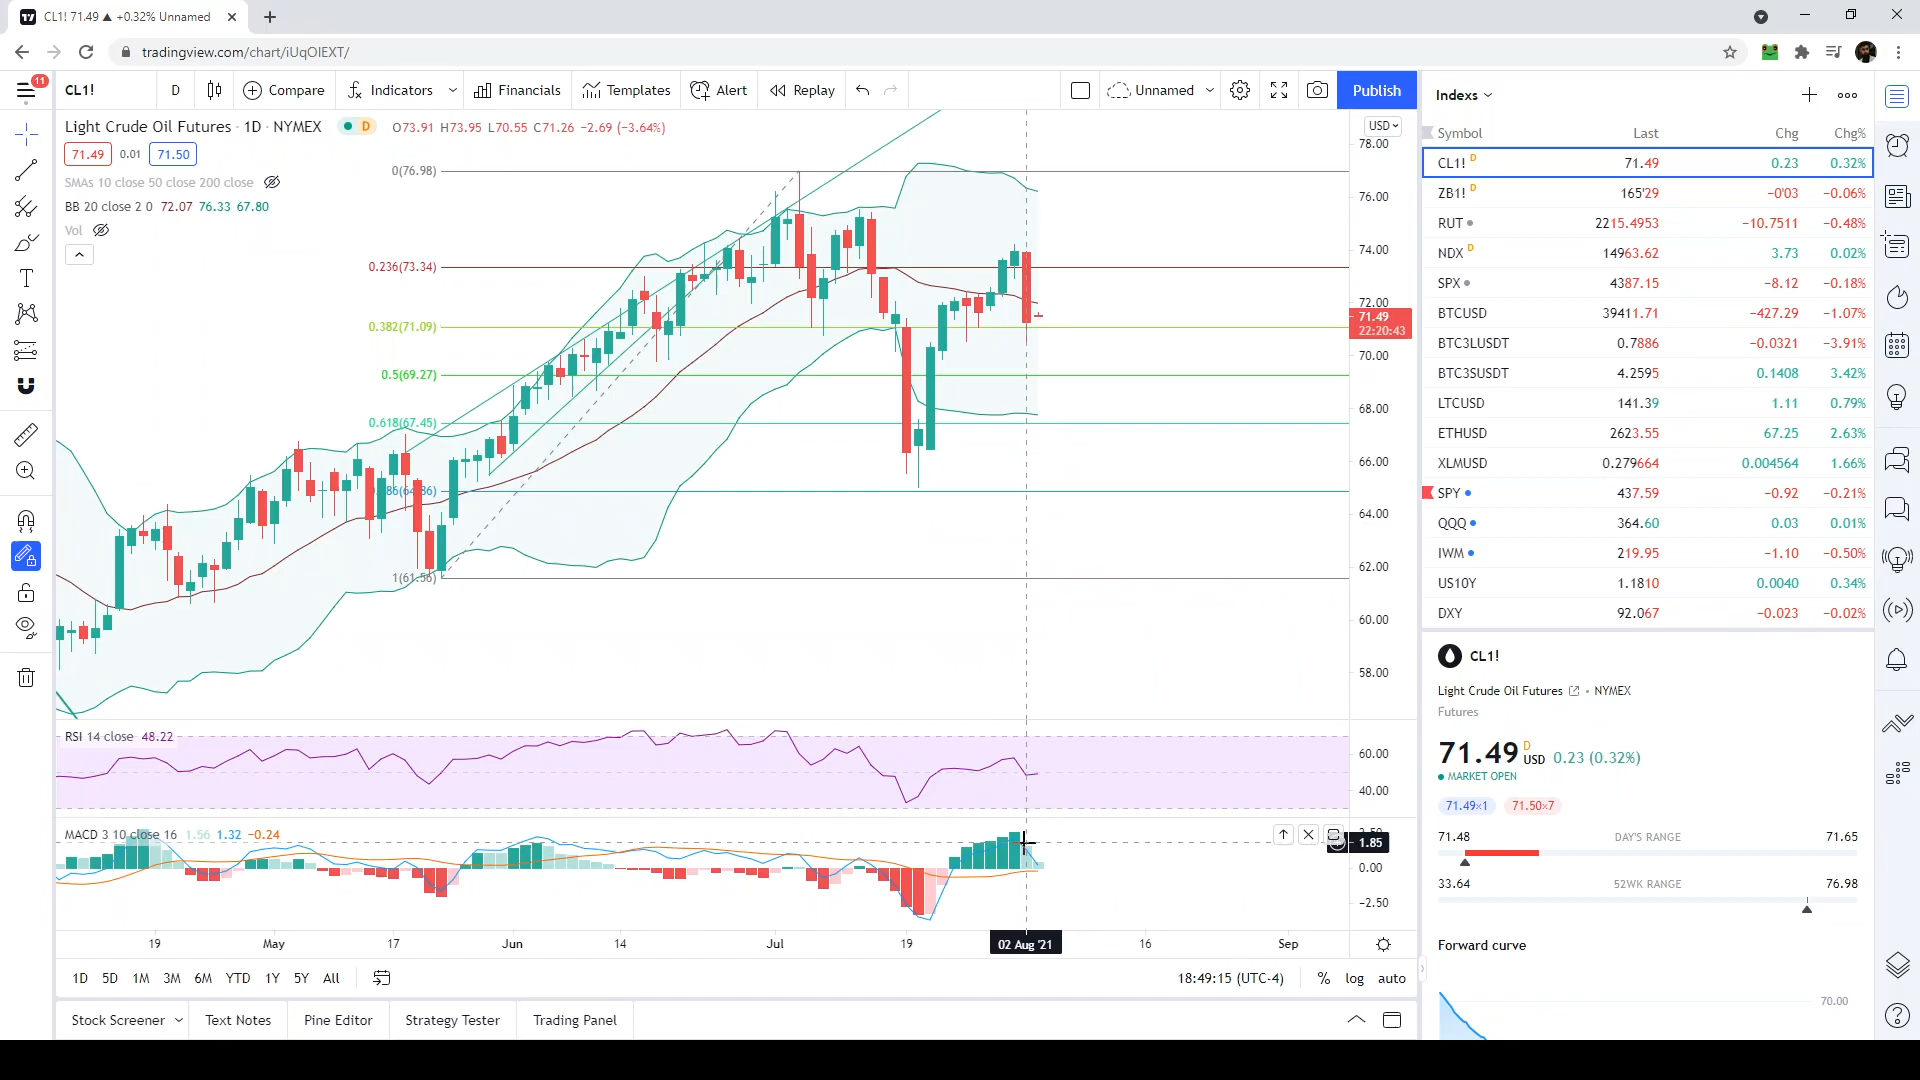 CL1! 71.49 ▲ +0.32% Unnamed
tradingview.com/chart/iUqOIEXT/
11
CL1! D Compare Indicators Financials Templates Alert Replay Unnamed Publish
Light Crude Oil Futures · 1D · NYMEX D O73.91 H73.95 L70.55 C71.26 −2.69 (−3.64%)
71.49 0.01 71.50
SMAs 10 close 50 close 200 close
BB 20 close 2 0 72.07 76.33 67.80
Vol
0(76.98)
0.236(73.34)
0.382(71.09)
0.5(69.27)
0.618(67.45)
1(61.56)
USD
78.00
76.00
74.00
72.00
71.49
22:20:43
70.00
68.00
66.00
64.00
62.00
60.00
58.00
RSI 14 close 48.22
60.00
40.00
MACD 3 10 close 16 1.56 1.32 −0.24
1.85
0.00
−2.50
19 May 17 Jun 14 Jul 19 02 Aug '21 16 Sep
1D 5D 1M 3M 6M YTD 1Y 5Y All 18:49:15 (UTC-4) % log auto
Stock Screener Text Notes Pine Editor Strategy Tester Trading Panel
Indexs
Symbol Last Chg Chg%
CL1! D 71.49 0.23 0.32%
ZB1! D 165'29 −0'03 −0.06%
RUT 2215.4953 −10.7511 −0.48%
NDX D 14963.62 3.73 0.02%
SPX 4387.15 −8.12 −0.18%
BTCUSD 39411.71 −427.29 −1.07%
BTC3LUSDT 0.7886 −0.0321 −3.91%
BTC3SUSDT 4.2595 0.1408 3.42%
LTCUSD 141.39 1.11 0.79%
ETHUSD 2623.55 67.25 2.63%
XLMUSD 0.279664 0.004564 1.66%
SPY 437.59 −0.92 −0.21%
QQQ 364.60 0.03 0.01%
IWM 219.95 −1.10 −0.50%
US10Y 1.1810 0.0040 0.34%
DXY 92.067 −0.023 −0.02%
CL1!
Light Crude Oil Futures • NYMEX
Futures
71.49 D USD 0.23 (0.32%)
MARKET OPEN
71.49×1 71.50×7
71.48 DAY'S RANGE 71.65
33.64 52WK RANGE 76.98
Forward curve
70.00